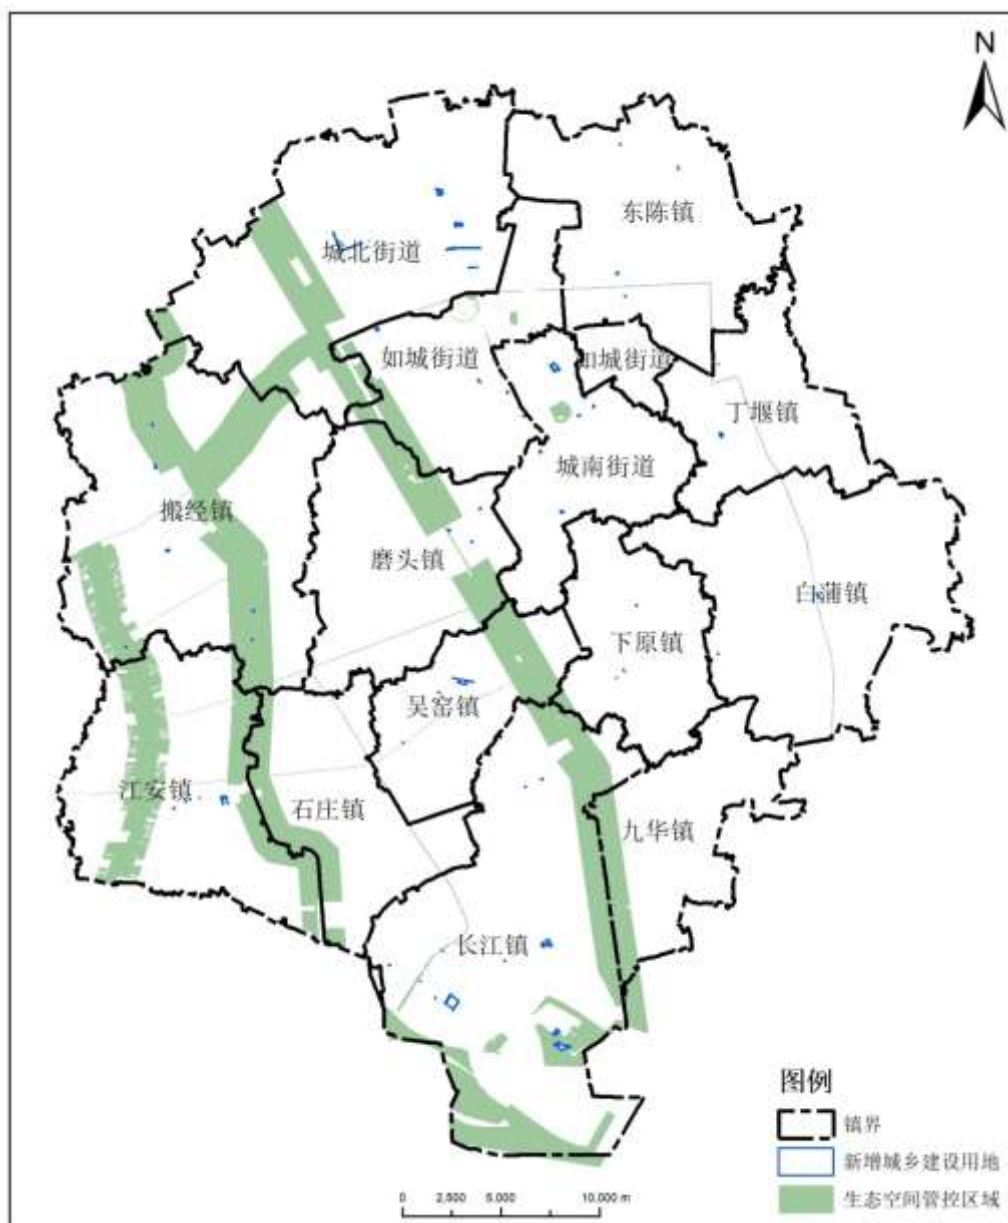 N
东陈镇
城北街道
如城街道
如城街道
丁堰镇
城南街道
搬经镇
磨头镇
白蒲镇
下原镇
吴窑镇
江安镇
石庄镇
九华镇
长江镇
图例
镇界
新增城乡建设用地
生态空间管控区域
0 2,500 5,000 10,000 m